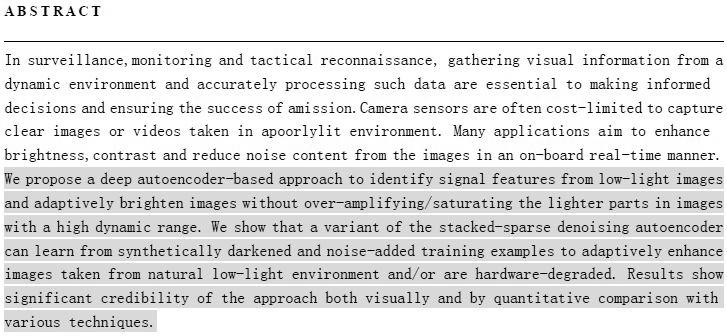 ABSTRACT
In surveillance, monitoring and tactical reconnaissance, gathering visual information from a
dynamic environment and accurately processing such data are essential to making informed
decisions and ensuring the success of amission. Camera sensors are often cost-limited to capture
clear images or videos taken in apoorlylit environment. Many applications aim to enhance
brightness, contrast and reduce noise content from the images in an on-board real-time manner.
We propose a deep autoencoder-based approach to identify signal features from low-light images
and adaptively brighten images without over-amplifying/saturating the lighter parts in images
with a high dynamic range. We show that a variant of the stacked-sparse denoising autoencoder
can learn from synthetically darkened and noise-added training examples to adaptively enhance
images taken from natural low-light environment and/or are hardware-degraded. Results show
significant credibility of the approach both visually and by quantitative comparison with
various techniques.